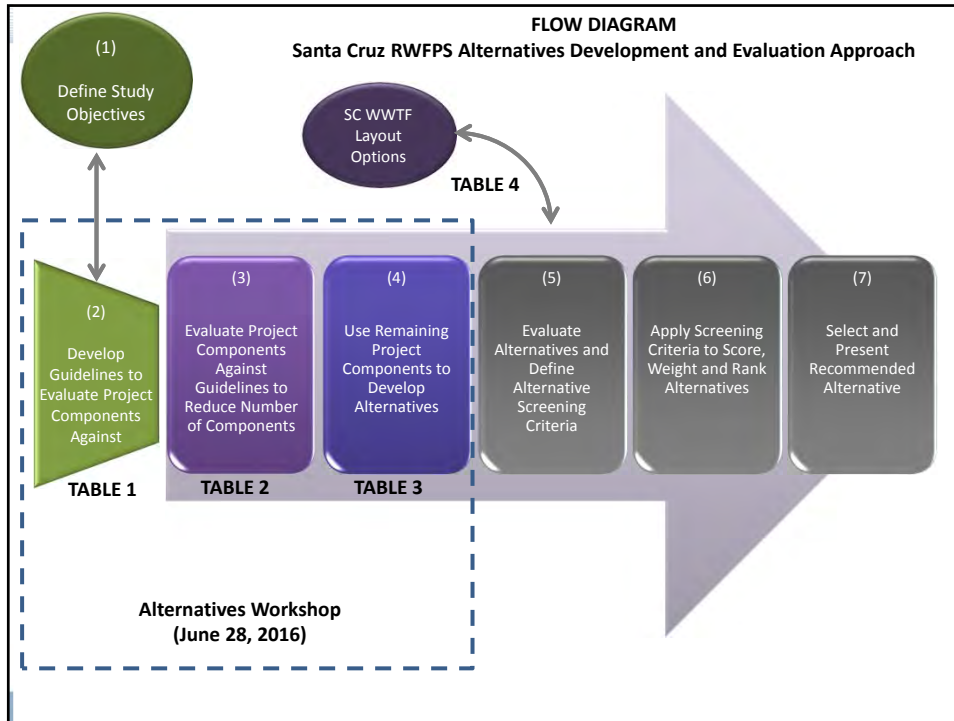 FLOW DIAGRAM
Santa Cruz RWFPS Alternatives Development and Evaluation Approach
(1)
Define Study
Objectives
SC WWTF
Layout
Options
TABLE 4
(2)
Develop
Guidelines to
Evaluate Project
Components
Against
TABLE 1
(3)
Evaluate Project
Components
Against
Guidelines to
Reduce Number
of Components
TABLE 2
(4)
Use Remaining
Project
Components to
Develop
Alternatives
TABLE 3
(5)
Evaluate
Alternatives and
Define
Alternative
Screening
Criteria
(6)
Apply Screening
Criteria to Score,
Weight and Rank
Alternatives
(7)
Select and
Present
Recommended
Alternative
Alternatives Workshop
(June 28, 2016)